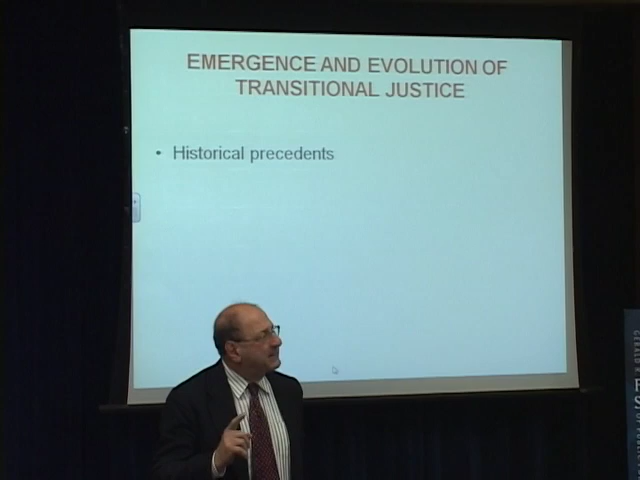 EMERGENCE AND EVOLUTION OF
TRANSITIONAL JUSTICE
• Historical precedents